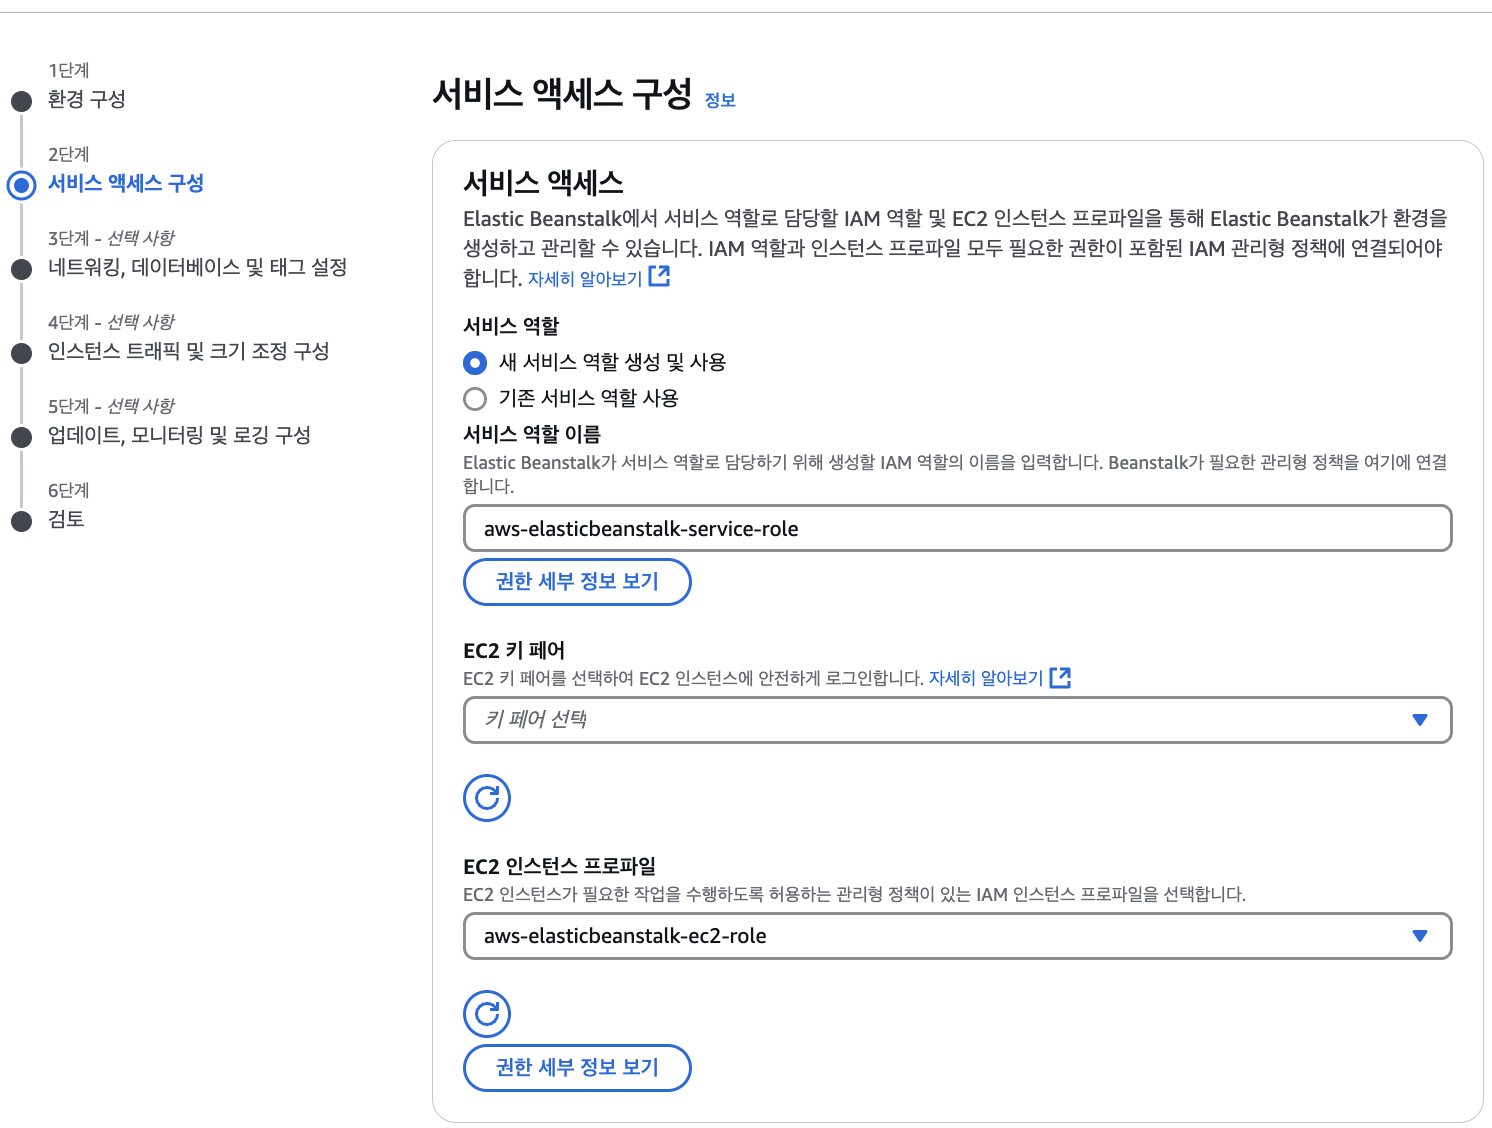 1단계
환경 구성
2단계
서비스 액세스 구성
3단계 - 선택 사항
네트워킹, 데이터베이스 및 태그 설정
4단계 - 선택 사항
인스턴스 트래픽 및 크기 조정 구성
5단계 - 선택 사항
업데이트, 모니터링 및 로깅 구성
6단계
검토
서비스 액세스 구성 정보
서비스 액세스
Elastic Beanstalk에서 서비스 역할로 담당할 IAM 역할 및 EC2 인스턴스 프로파일을 통해 Elastic Beanstalk가 환경을
생성하고 관리할 수 있습니다. IAM 역할과 인스턴스 프로파일 모두 필요한 권한이 포함된 IAM 관리형 정책에 연결되어야
합니다. 자세히 알아보기
서비스 역할
새 서비스 역할 생성 및 사용
기존 서비스 역할 사용
서비스 역할 이름
Elastic Beanstalk가 서비스 역할로 담당하기 위해 생성할 IAM 역할의 이름을 입력합니다. Beanstalk가 필요한 관리형 정책을 여기에 연결
합니다.
aws-elasticbeanstalk-service-role
권한 세부 정보 보기
EC2 키 페어
EC2 키 페어를 선택하여 EC2 인스턴스에 안전하게 로그인합니다. 자세히 알아보기
키 페어 선택
EC2 인스턴스 프로파일
EC2 인스턴스가 필요한 작업을 수행하도록 허용하는 관리형 정책이 있는 IAM 인스턴스 프로파일을 선택합니다.
aws-elasticbeanstalk-ec2-role
권한 세부 정보 보기